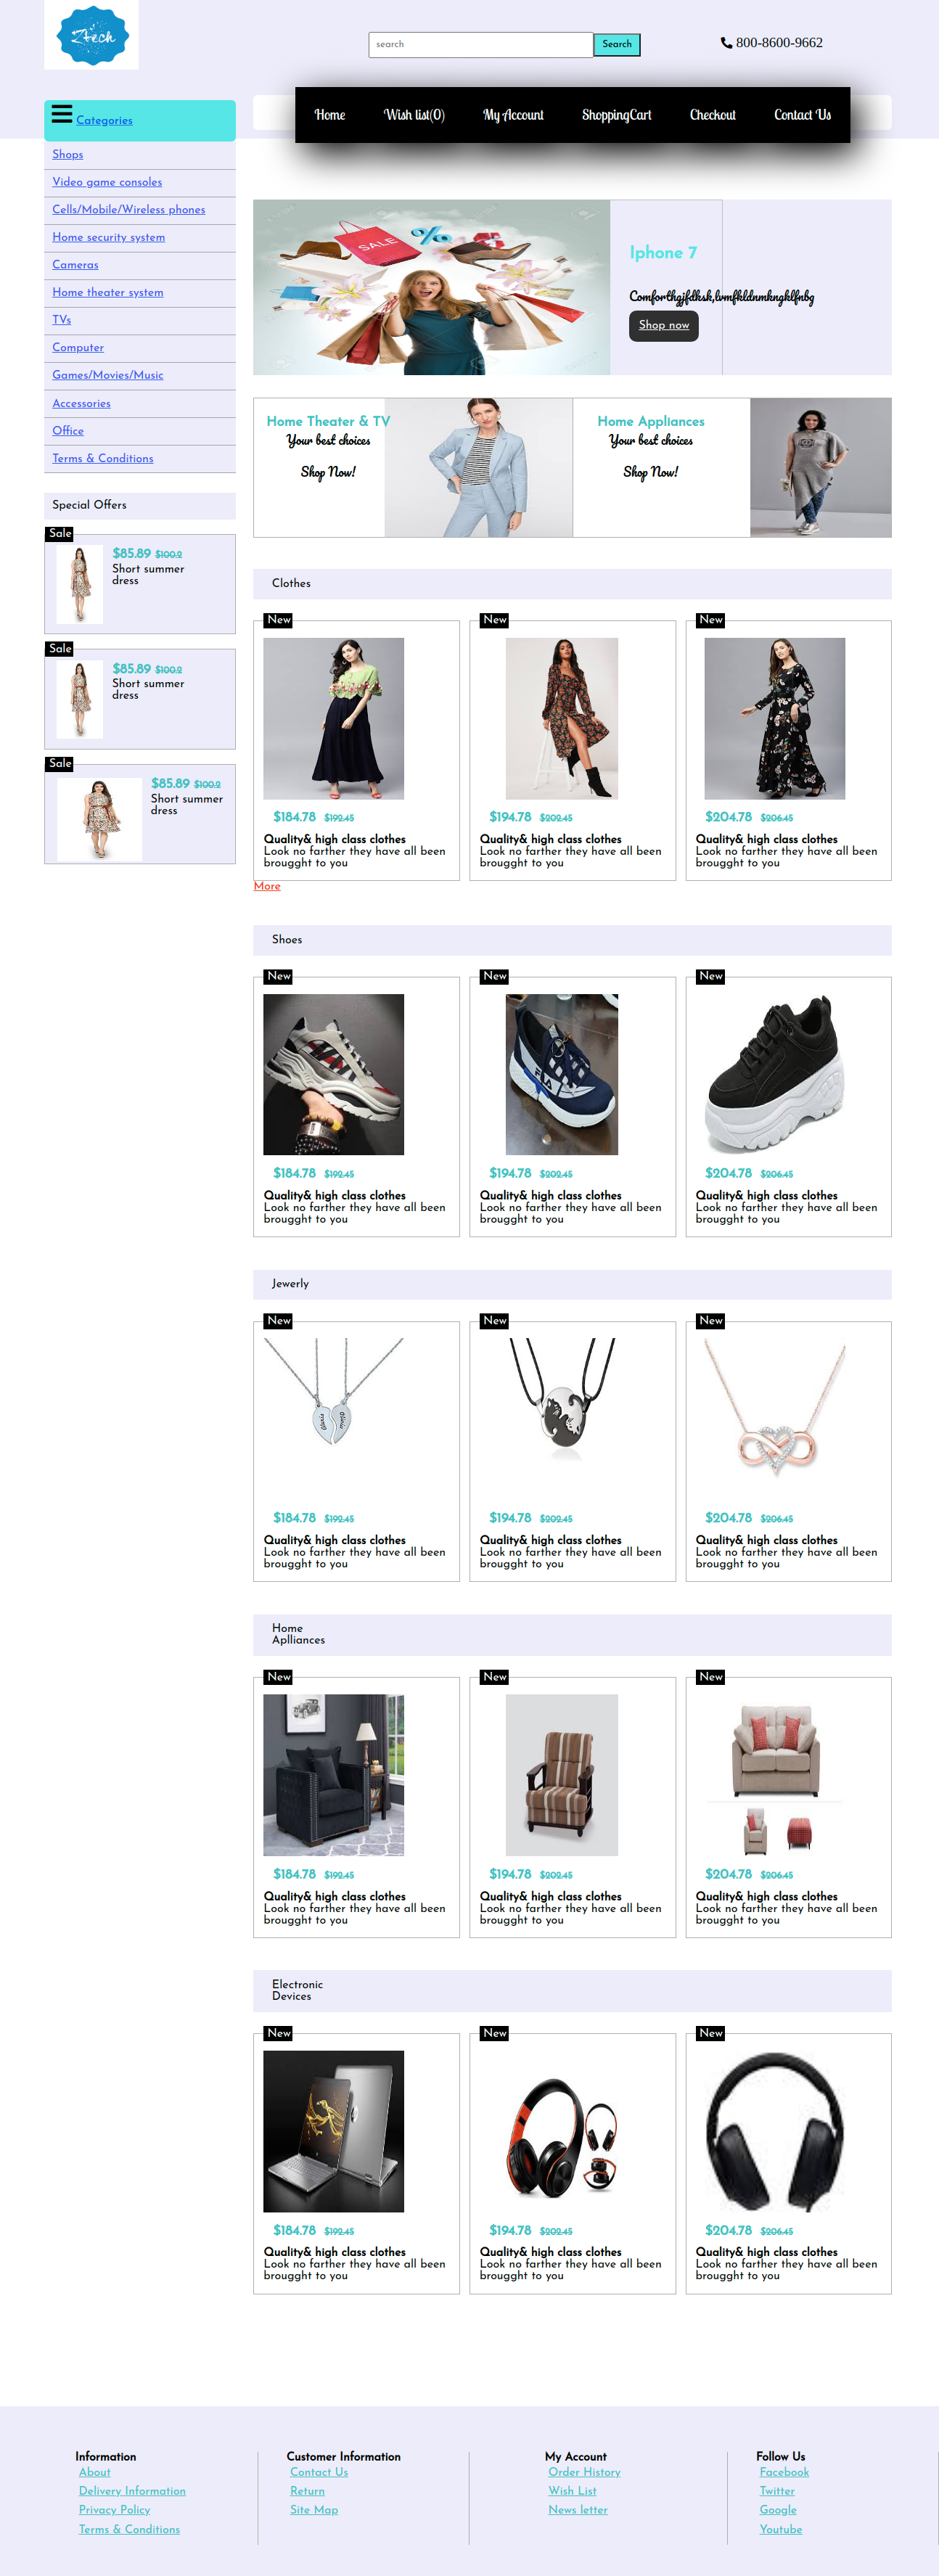 Ztech
search
Search
800-8600-9662
Home Wish list(0) My Account ShoppingCart Checkout Contact Us
Categories
Shops
Video game consoles
Cells/Mobile/Wireless phones
Home security system
Cameras
Home theater system
TVs
Computer
Games/Movies/Music
Accessories
Office
Terms & Conditions
Special Offers
Sale
$85.89 $100.2
Short summer
dress
Sale
$85.89 $100.2
Short summer
dress
Sale
$85.89 $100.2
Short summer
dress
SALE
%
Iphone 7
Comforthgjfdksk,lvmfkldnmkngklfnbg
Shop now
Home Theater & TV
Your best choices
Shop Now!
Home Appliances
Your best choices
Shop Now!
Clothes
New
$184.78 $192.45
Quality& high class clothes
Look no farther they have all been
brougght to you
New
$194.78 $202.45
Quality& high class clothes
Look no farther they have all been
brougght to you
New
$204.78 $206.45
Quality& high class clothes
Look no farther they have all been
brougght to you
More
Shoes
New
$184.78 $192.45
Quality& high class clothes
Look no farther they have all been
brougght to you
New
FILA
$194.78 $202.45
Quality& high class clothes
Look no farther they have all been
brougght to you
New
$204.78 $206.45
Quality& high class clothes
Look no farther they have all been
brougght to you
Jewerly
New
$184.78 $192.45
Quality& high class clothes
Look no farther they have all been
brougght to you
New
$194.78 $202.45
Quality& high class clothes
Look no farther they have all been
brougght to you
New
$204.78 $206.45
Quality& high class clothes
Look no farther they have all been
brougght to you
Home
Aplliances
New
$184.78 $192.45
Quality& high class clothes
Look no farther they have all been
brougght to you
New
$194.78 $202.45
Quality& high class clothes
Look no farther they have all been
brougght to you
New
$204.78 $206.45
Quality& high class clothes
Look no farther they have all been
brougght to you
Electronic
Devices
New
$184.78 $192.45
Quality& high class clothes
Look no farther they have all been
brougght to you
New
$194.78 $202.45
Quality& high class clothes
Look no farther they have all been
brougght to you
New
$204.78 $206.45
Quality& high class clothes
Look no farther they have all been
brougght to you
Information
About
Delivery Information
Privacy Policy
Terms & Conditions
Customer Information
Contact Us
Return
Site Map
My Account
Order History
Wish List
News letter
Follow Us
Facebook
Twitter
Google
Youtube